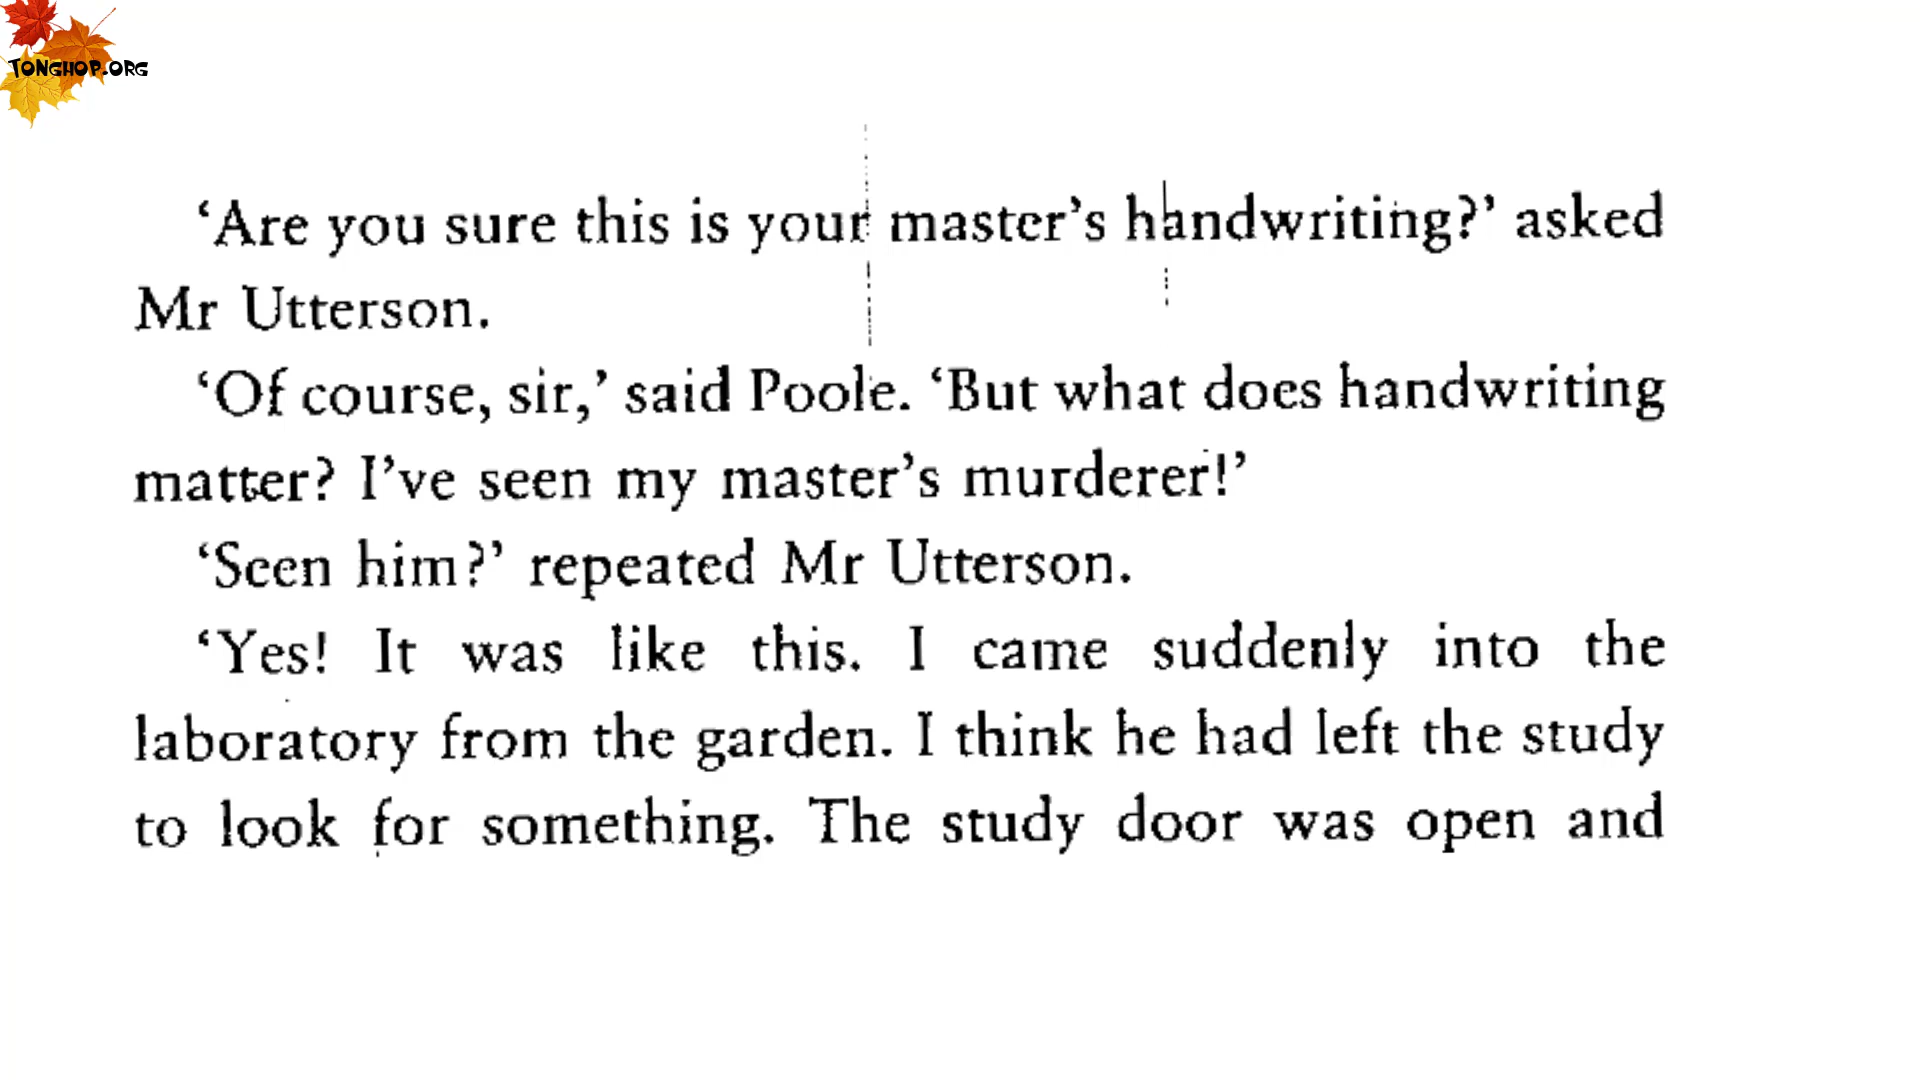 TONGHOP.ORG
‘Are you sure this is your master’s handwriting?’ asked
Mr Utterson.
‘Of course, sir,’ said Poole. ‘But what does handwriting
matter? I’ve seen my master’s murderer!’
‘Seen him?’ repeated Mr Utterson.
‘Yes! It was like this. I came suddenly into the
laboratory from the garden. I think he had left the study
to look for something. The study door was open and